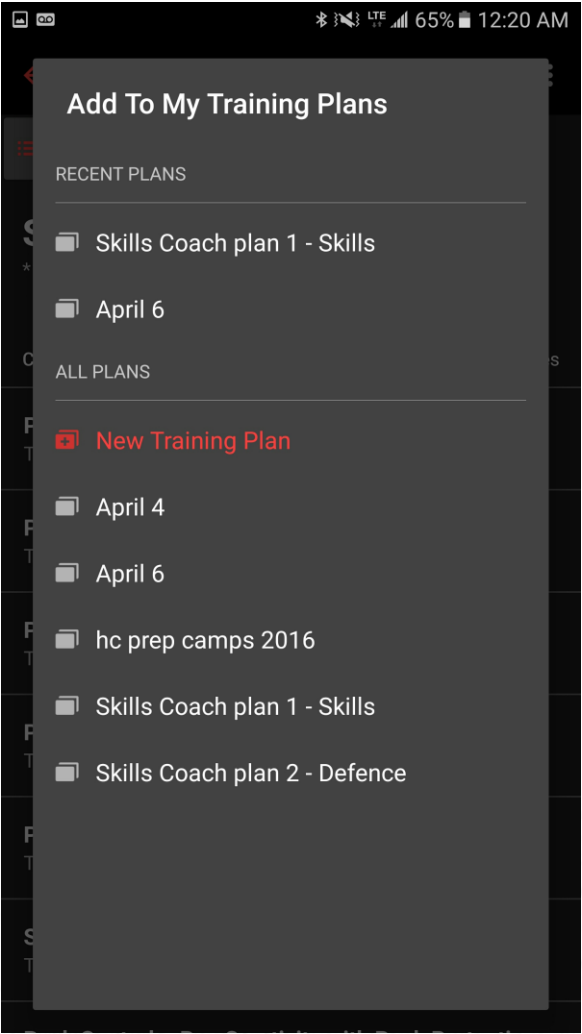 LTE 65% 12:20 AM
Add To My Training Plans
RECENT PLANS
Skills Coach plan 1 - Skills
April 6
ALL PLANS
New Training Plan
April 4
April 6
hc prep camps 2016
Skills Coach plan 1 - Skills
Skills Coach plan 2 - Defence